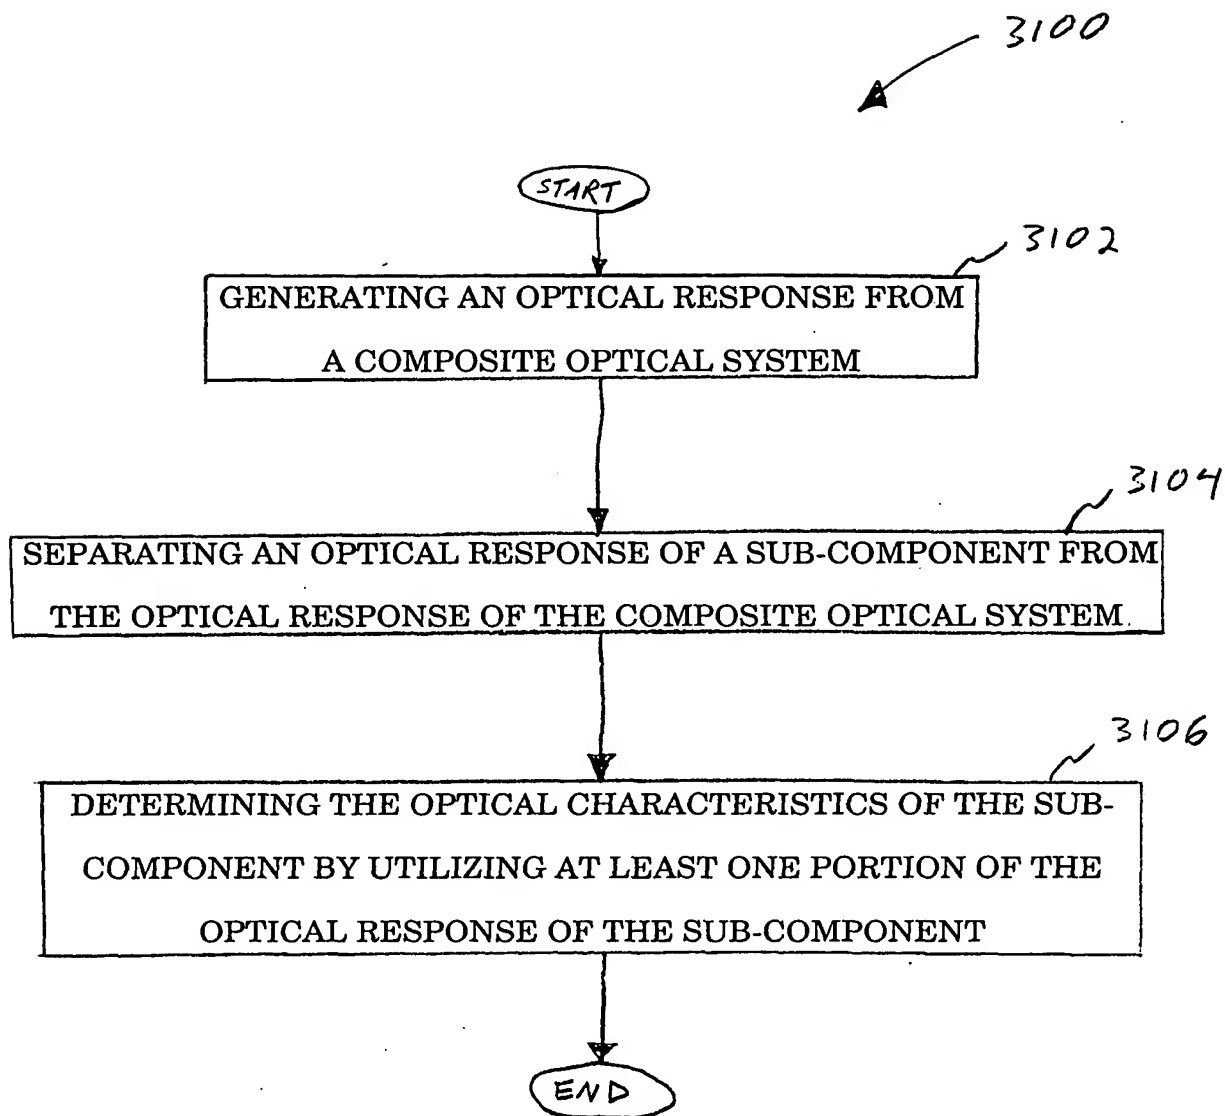 3100
START
3102
GENERATING AN OPTICAL RESPONSE FROM
A COMPOSITE OPTICAL SYSTEM
3104
SEPARATING AN OPTICAL RESPONSE OF A SUB-COMPONENT FROM
THE OPTICAL RESPONSE OF THE COMPOSITE OPTICAL SYSTEM.
3106
DETERMINING THE OPTICAL CHARACTERISTICS OF THE SUB-
COMPONENT BY UTILIZING AT LEAST ONE PORTION OF THE
OPTICAL RESPONSE OF THE SUB-COMPONENT
END